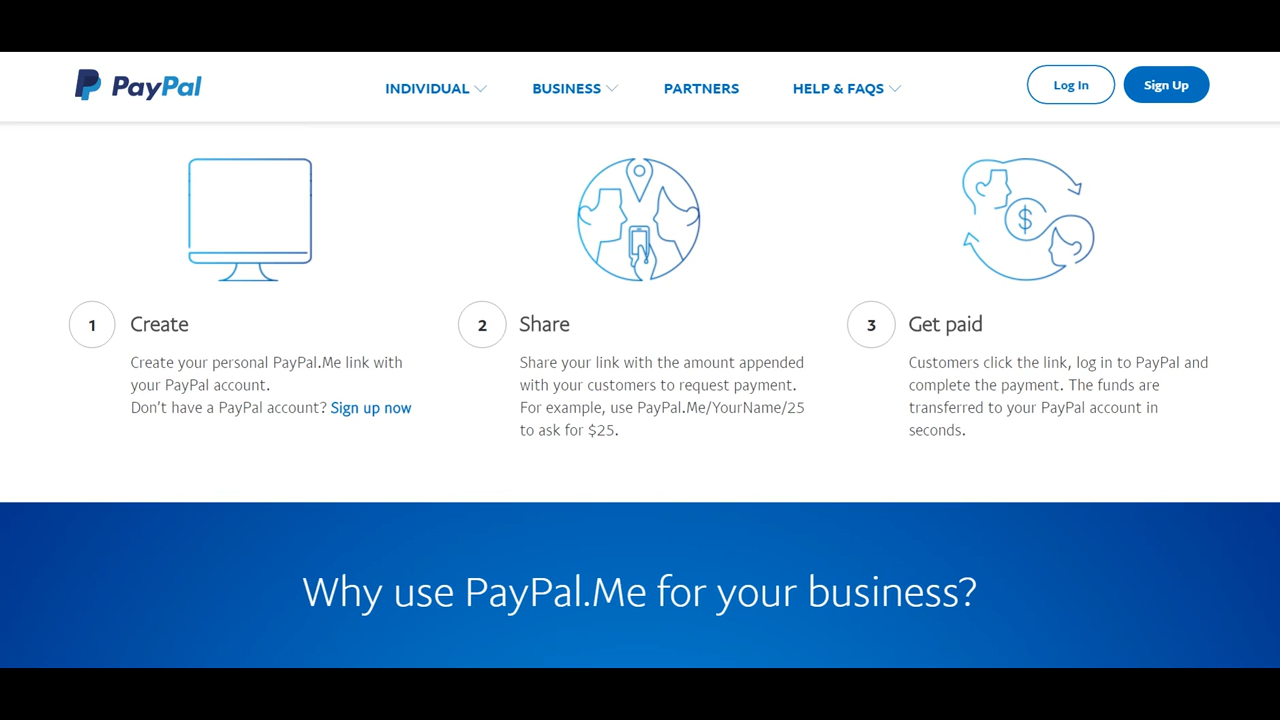 PayPal
INDIVIDUAL
BUSINESS
PARTNERS
HELP & FAQS
Log In
Sign Up
1
Create
Create your personal PayPal.Me link with
your PayPal account.
Don't have a PayPal account? Sign up now
2
Share
Share your link with the amount appended
with your customers to request payment.
For example, use PayPal.Me/YourName/25
to ask for $25.
$
3
Get paid
Customers click the link, log in to PayPal and
complete the payment. The funds are
transferred to your PayPal account in
seconds.
Why use PayPal.Me for your business?